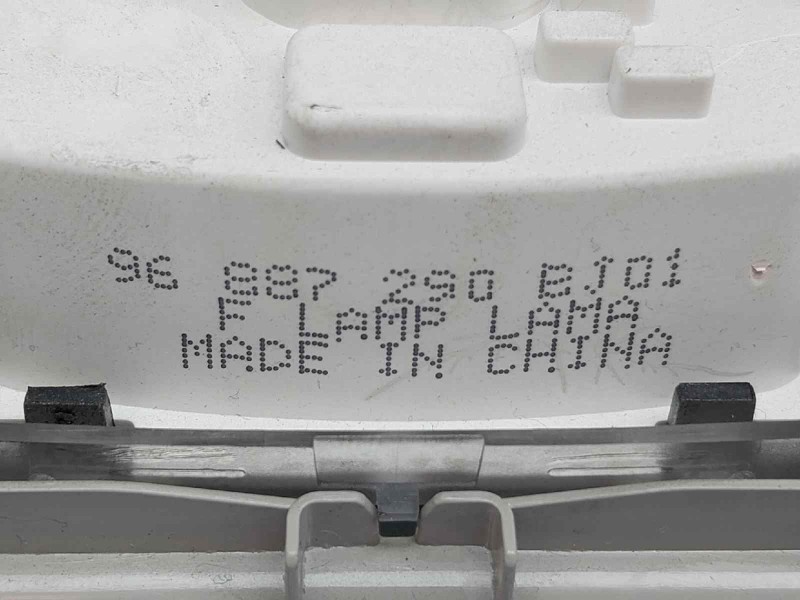 96 887 290 BJ01
F LAMP LAMA
MADE IN CHINA